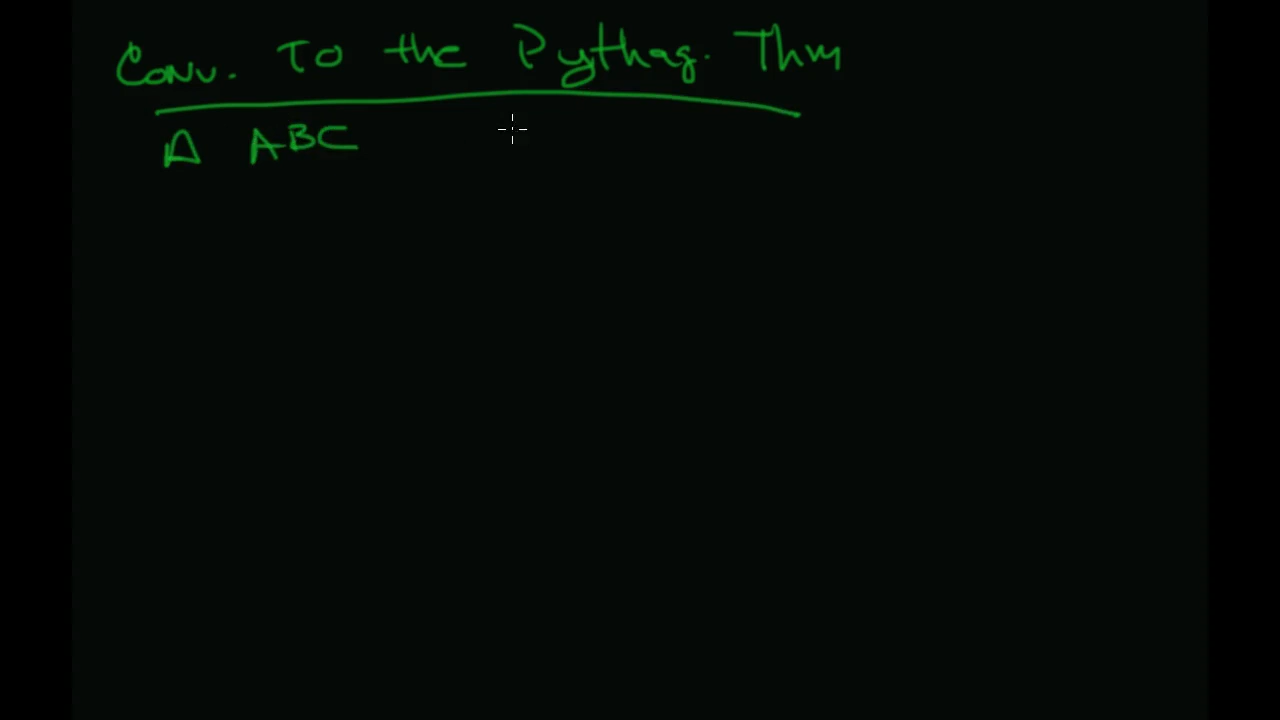 Conv. To the Pythag. Thm
Δ ABC